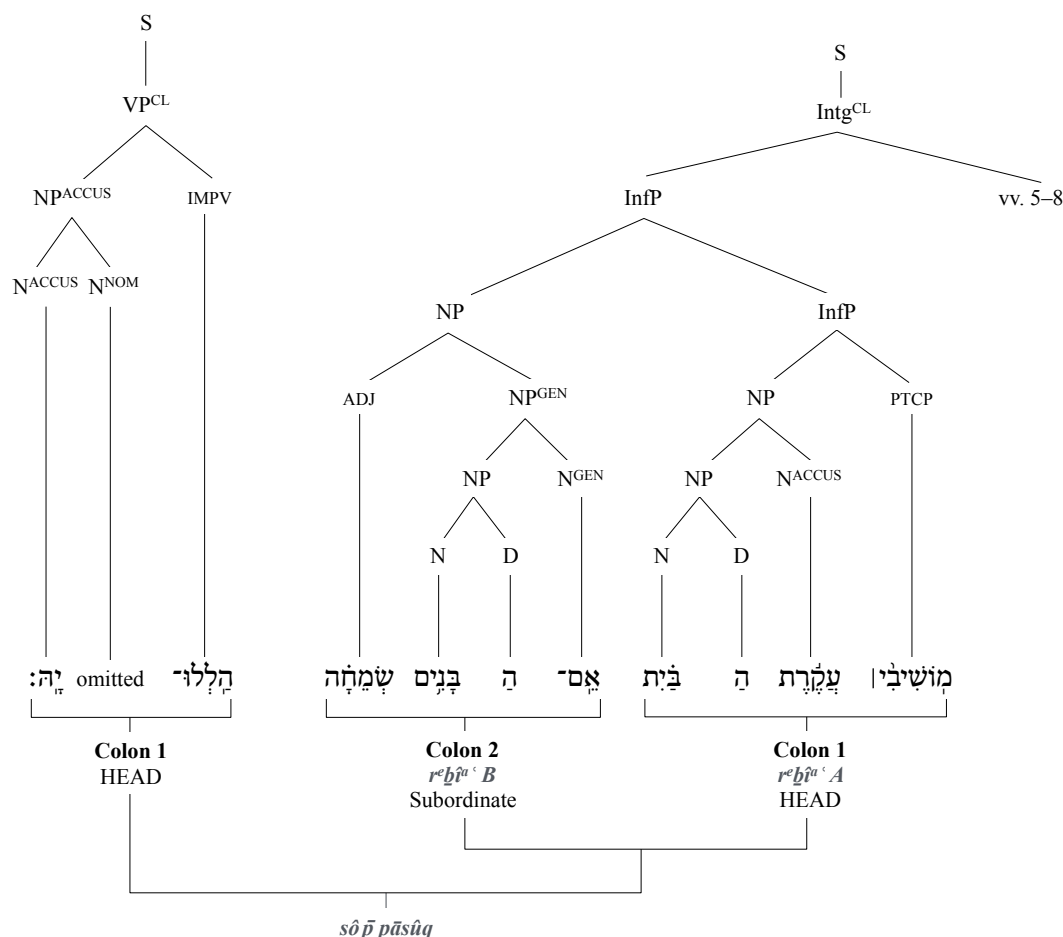 S
S
VP^CL
Intg^CL
NP^ACCUS IMPV
InfP
vv. 5–8
N^ACCUS N^NOM
NP
InfP
ADJ
NP^GEN
NP
PTCP
NP
N^GEN
NP
N^ACCUS
N
D
N
D
מֽוֹשִׁיבִ֨י׀ עֲקֶ֬רֶת הַ בַּ֗יִת אֵֽם־ הַ בָּנִ֥ים שְׂמֵחָ֗ה הַֽלְלוּ־ omitted יָֽהּ׃
Colon 1
HEAD
Colon 2
rᵉḇîᵃʿ B
Subordinate
Colon 1
rᵉḇîᵃʿ A
HEAD
sôp̄ pāsûq